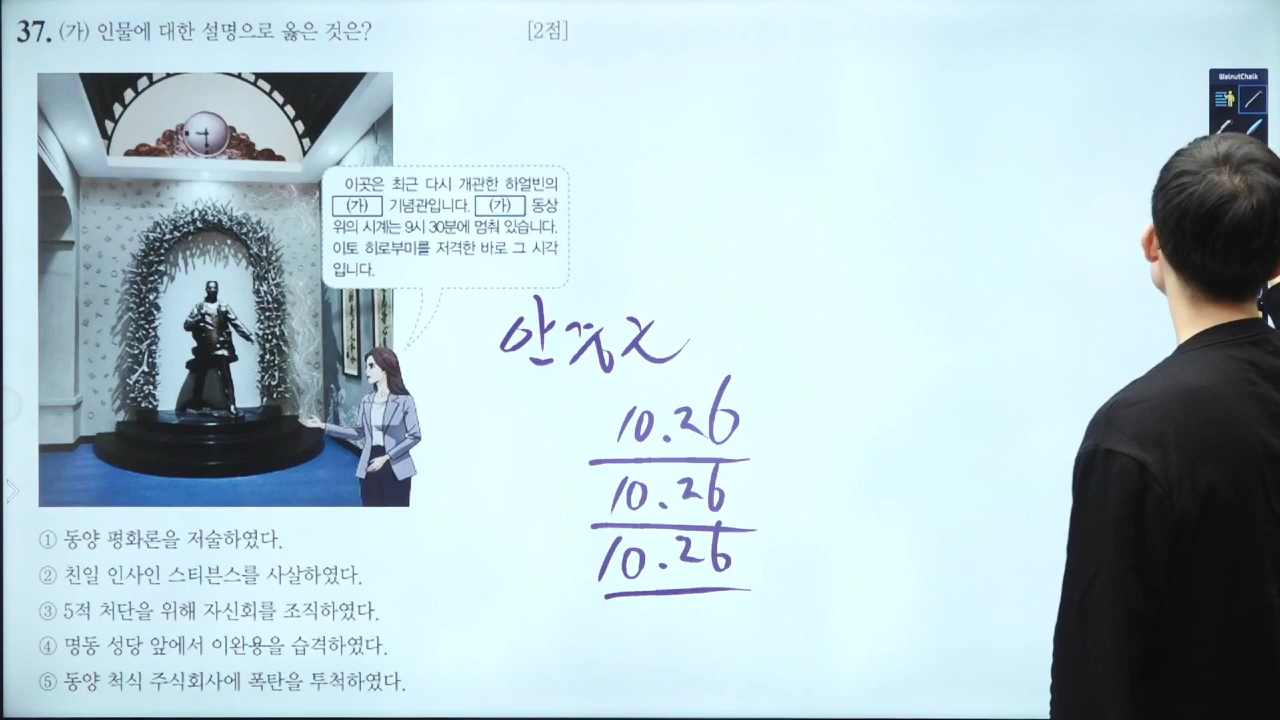 37. (가) 인물에 대한 설명으로 옳은 것은? [2점]
이곳은 최근 다시 개관한 하얼빈의
(가) 기념관입니다. (가) 동상
위의 시계는 9시 30분에 멈춰 있습니다.
이토 히로부미를 저격한 바로 그 시각
입니다.
안중근
10.26
10.26
10.26
① 동양 평화론을 저술하였다.
② 친일 인사인 스티븐스를 사살하였다.
③ 5적 처단을 위해 자신회를 조직하였다.
④ 명동 성당 앞에서 이완용을 습격하였다.
⑤ 동양 척식 주식회사에 폭탄을 투척하였다.
WalnutChalk